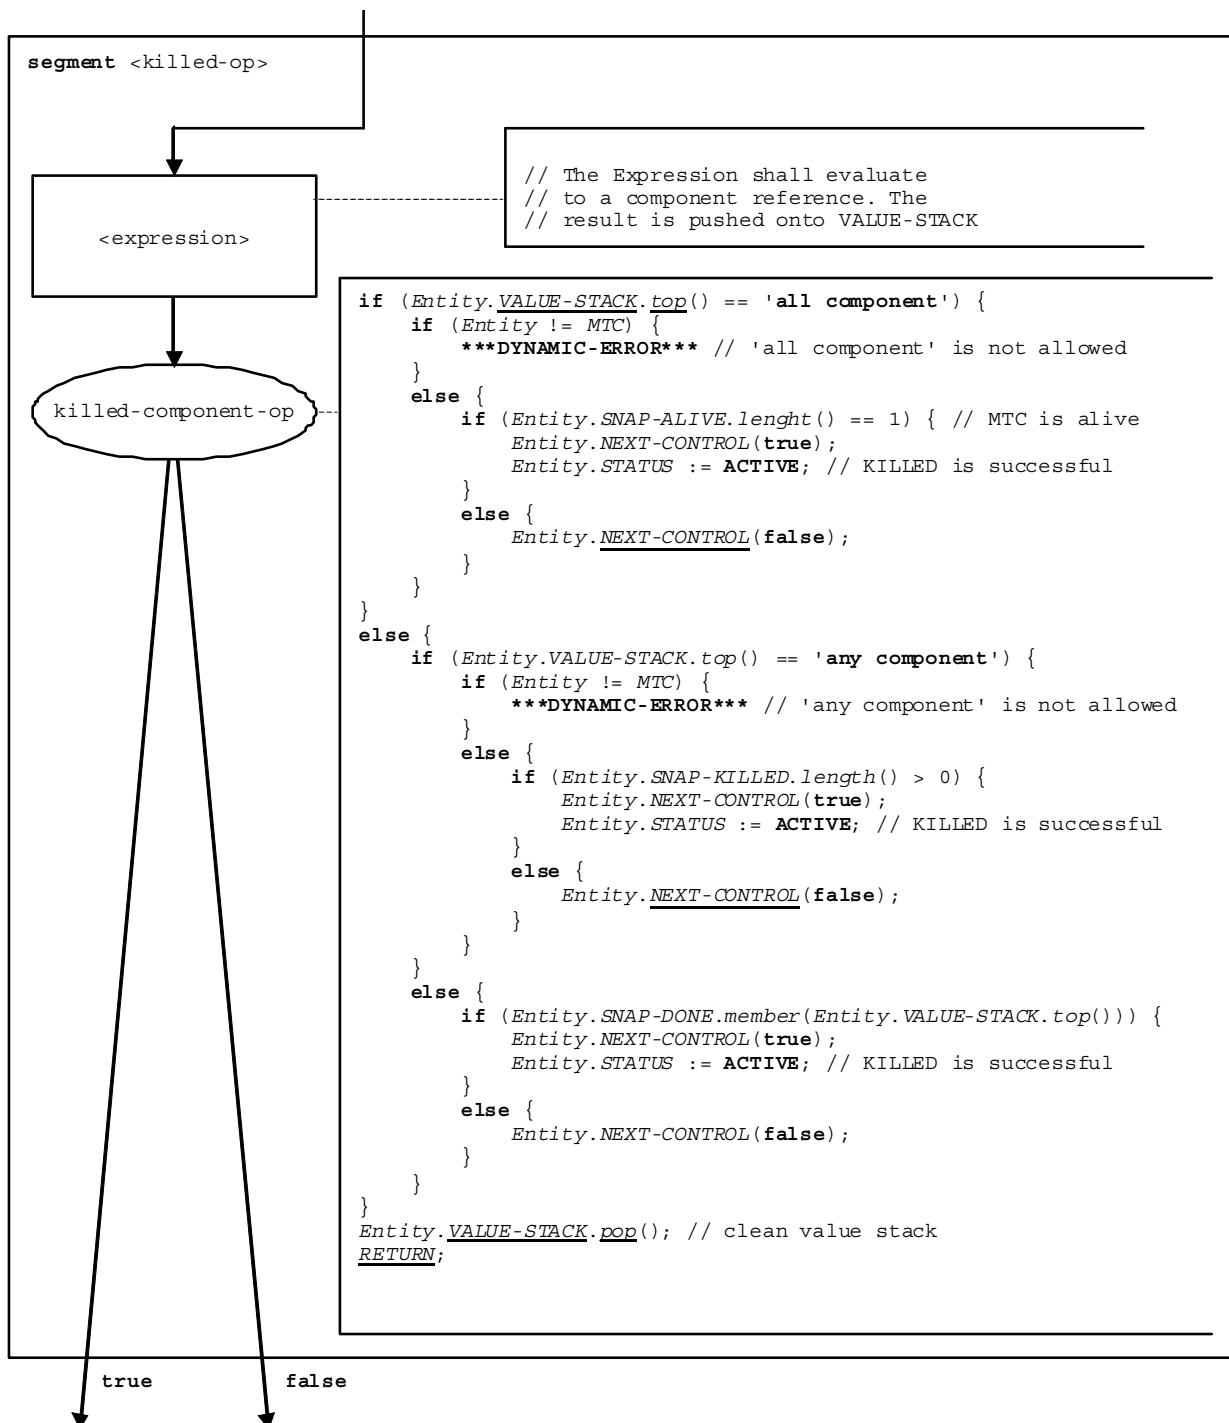 segment <killed-op>
// The Expression shall evaluate
// to a component reference. The
// result is pushed onto VALUE-STACK
<expression>
killed-component-op
if (Entity.VALUE-STACK.top() == 'all component') {
if (Entity != MTC) {
***DYNAMIC-ERROR*** // 'all component' is not allowed
}
else {
if (Entity.SNAP-ALIVE.lenght() == 1) { // MTC is alive
Entity.NEXT-CONTROL(true);
Entity.STATUS := ACTIVE; // KILLED is successful
}
else {
Entity.NEXT-CONTROL(false);
}
}
}
else {
if (Entity.VALUE-STACK.top() == 'any component') {
if (Entity != MTC) {
***DYNAMIC-ERROR*** // 'any component' is not allowed
}
else {
if (Entity.SNAP-KILLED.length() > 0) {
Entity.NEXT-CONTROL(true);
Entity.STATUS := ACTIVE; // KILLED is successful
}
else {
Entity.NEXT-CONTROL(false);
}
}
}
else {
if (Entity.SNAP-DONE.member(Entity.VALUE-STACK.top())) {
Entity.NEXT-CONTROL(true);
Entity.STATUS := ACTIVE; // KILLED is successful
}
else {
Entity.NEXT-CONTROL(false);
}
}
}
Entity.VALUE-STACK.pop(); // clean value stack
RETURN;
true false